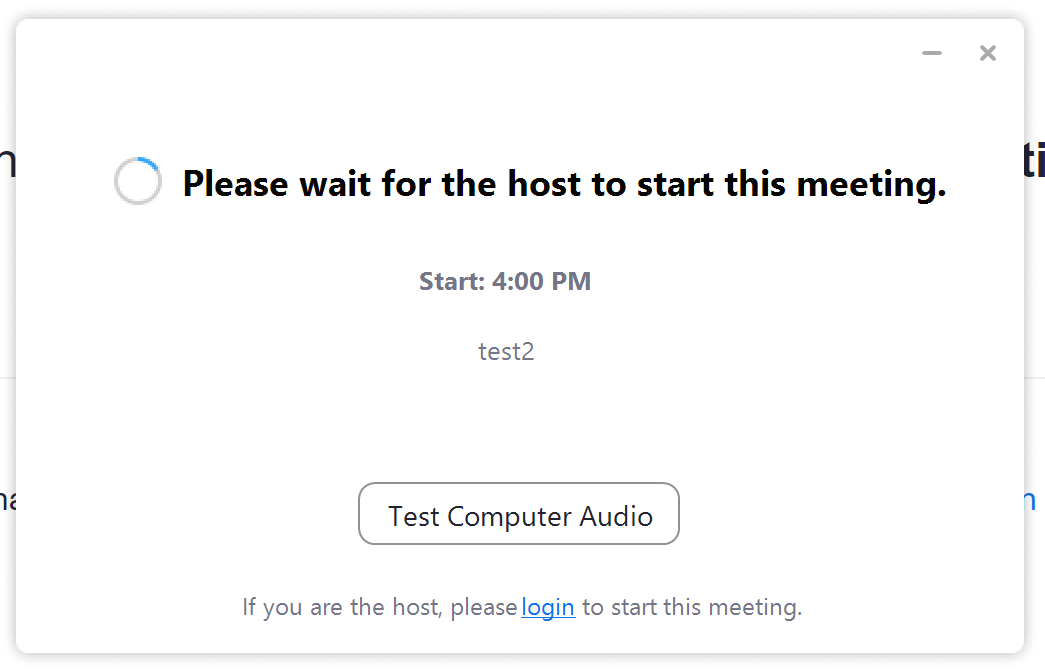 Please wait for the host to start this meeting.
Start: 4:00 PM
test2
Test Computer Audio
If you are the host, please login to start this meeting.